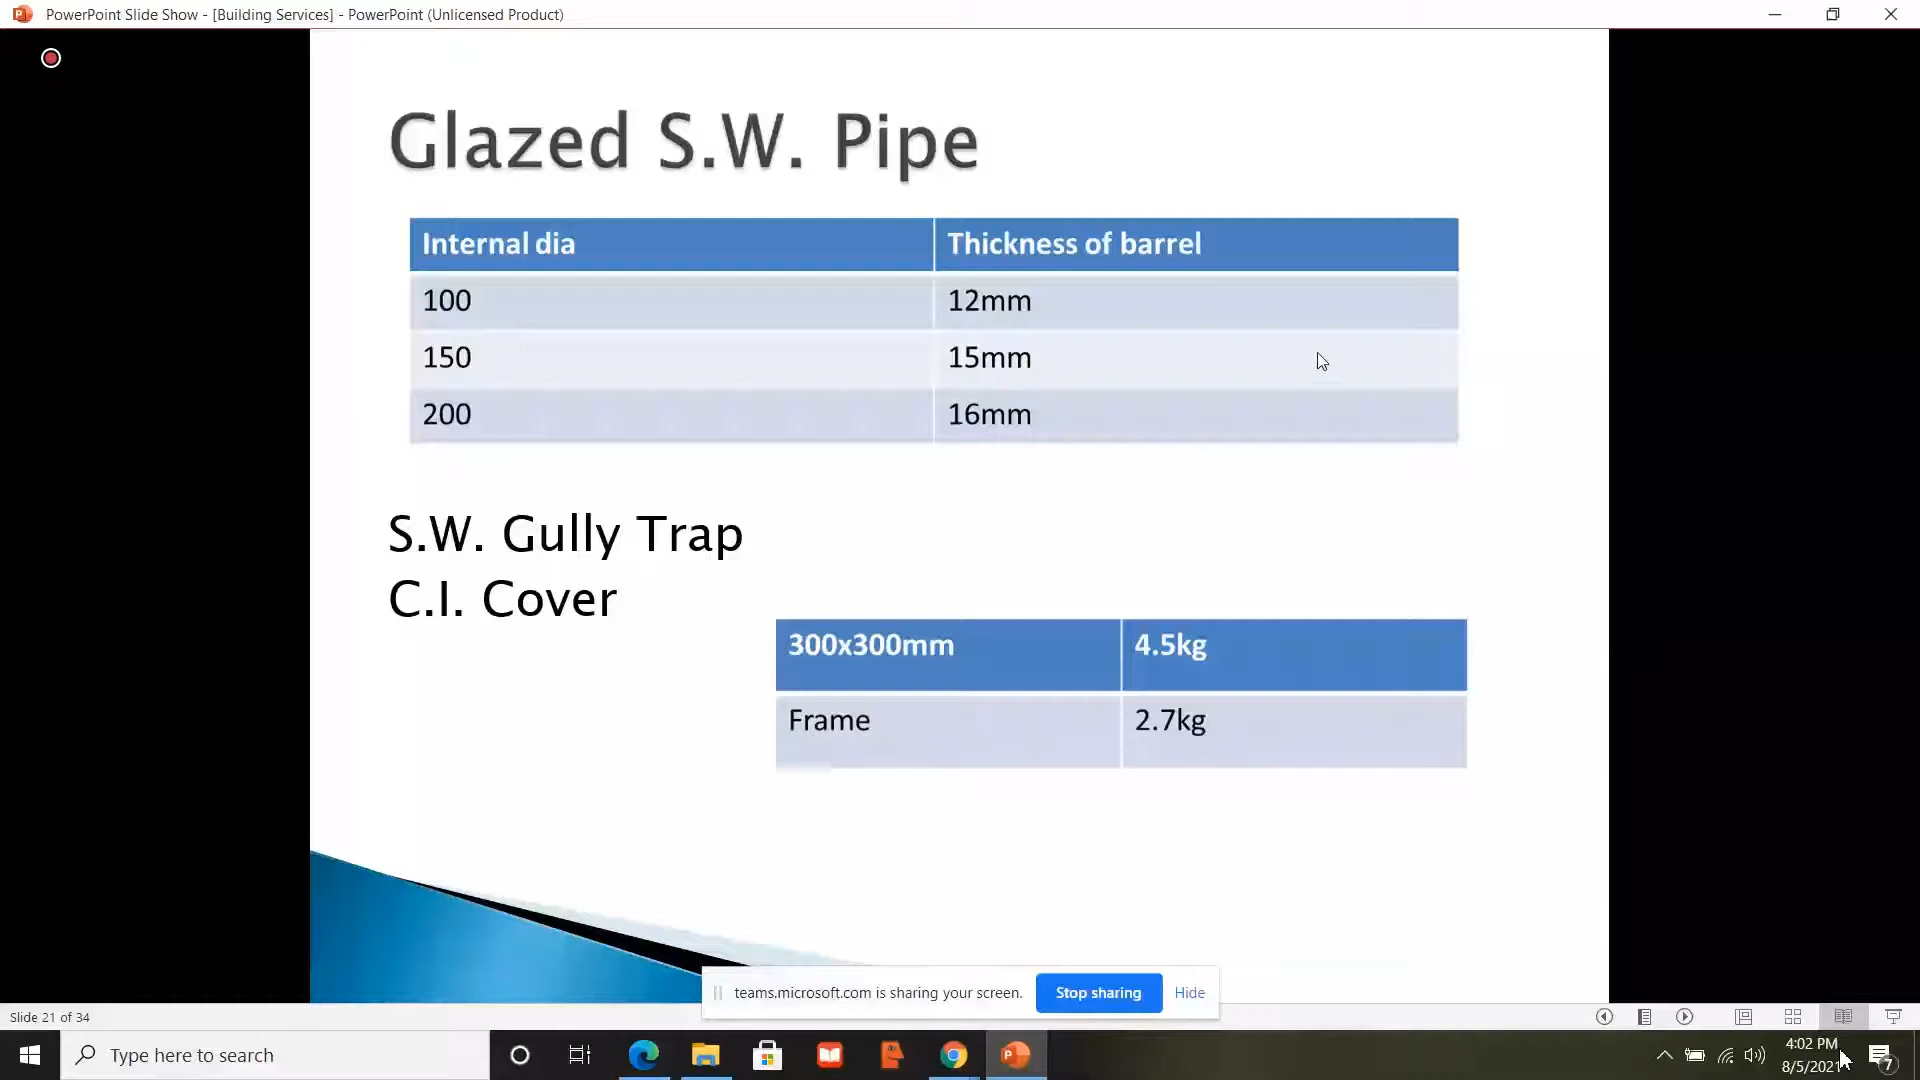 PowerPoint Slide Show - [Building Services] - PowerPoint (Unlicensed Product)
Glazed S.W. Pipe
Internal dia Thickness of barrel
100 12mm
150 15mm
200 16mm
S.W. Gully Trap
C.I. Cover
300x300mm 4.5kg
Frame 2.7kg
teams.microsoft.com is sharing your screen. Stop sharing Hide
Slide 21 of 34
Type here to search
4:02 PM
8/5/2021
7